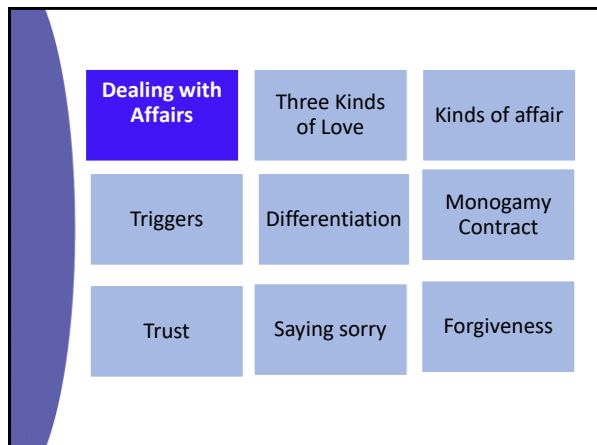 Dealing with
Affairs
Three Kinds
of Love
Kinds of affair
Triggers
Differentiation
Monogamy
Contract
Trust
Saying sorry
Forgiveness